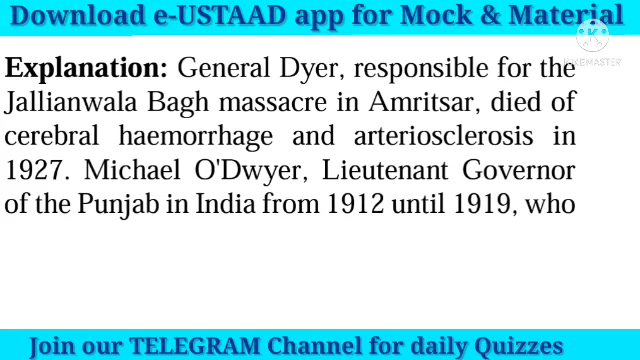 Download e-USTAAD app for Mock & Material
KINEMASTER
Explanation: General Dyer, responsible for the
Jallianwala Bagh massacre in Amritsar, died of
cerebral haemorrhage and arteriosclerosis in
1927. Michael O'Dwyer, Lieutenant Governor
of the Punjab in India from 1912 until 1919, who
Join our TELEGRAM Channel for daily Quizzes